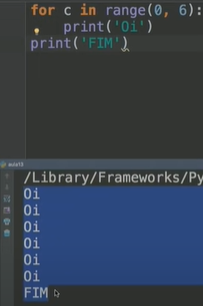 for c in range(0, 6):
    print('Oi')
print('FIM')
aula13
/Library/Frameworks/Py
Oi
Oi
Oi
Oi
Oi
Oi
FIM